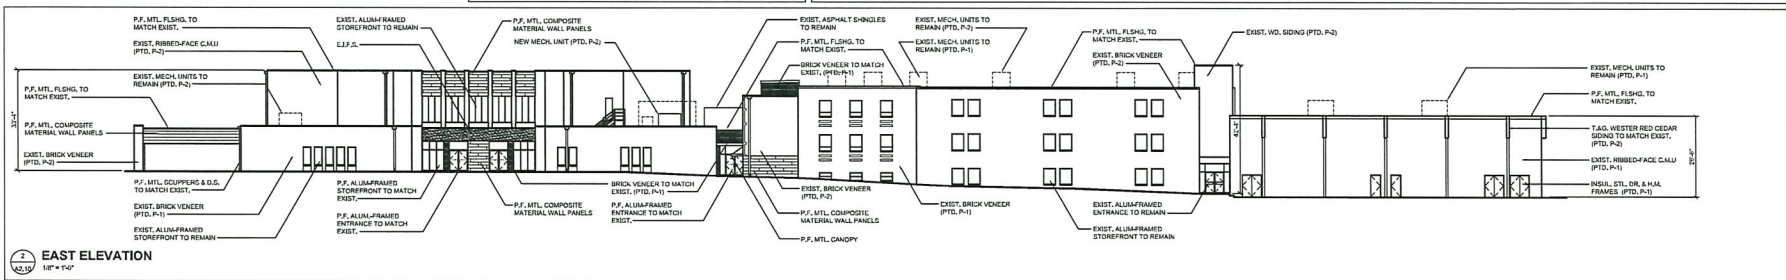 P.F. MTL. FLSHG. TO
MATCH EXIST.
EXIST. RIBBED-FACE C.M.U
(PTD. P-2)
EXIST. MECH. UNITS TO
REMAIN (PTD. P-2)
P.F. MTL. FLSHG. TO
MATCH EXIST.
33'-4"
P.F. MTL. COMPOSITE
MATERIAL WALL PANELS
EXIST. BRICK VENEER
(PTD. P-2)
P.F. MTL. SCUPPERS & D.S.
TO MATCH EXIST.
EXIST. BRICK VENEER
(PTD. P-1)
EXIST. ALUM-FRAMED
STOREFRONT TO REMAIN
EXIST. ALUM-FRAMED
STOREFRONT TO REMAIN
E.I.F.S.
P.F. MTL. COMPOSITE
MATERIAL WALL PANELS
NEW MECH. UNIT (PTD. P-2)
P.F. ALUM-FRAMED
STOREFRONT TO MATCH
EXIST.
P.F. ALUM-FRAMED
ENTRANCE TO MATCH
EXIST.
P.F. MTL. COMPOSITE
MATERIAL WALL PANELS
BRICK VENEER TO MATCH
EXIST. (PTD. P-1)
P.F. ALUM-FRAMED
ENTRANCE TO MATCH
EXIST.
EXIST. ASPHALT SHINGLES
TO REMAIN
P.F. MTL. FLSHG. TO
MATCH EXIST.
BRICK VENEER TO MATCH
EXIST. (PTD. P-1)
EXIST. MECH. UNITS TO
REMAIN (PTD. P-2)
EXIST. MECH. UNITS TO
REMAIN (PTD. P-1)
EXIST. BRICK VENEER
(PTD. P-2)
P.F. MTL. COMPOSITE
MATERIAL WALL PANELS
P.F. MTL. CANOPY
EXIST. BRICK VENEER
(PTD. P-1)
P.F. MTL. FLSHG. TO
MATCH EXIST.
EXIST. BRICK VENEER
(PTD. P-2)
EXIST. ALUM-FRAMED
ENTRANCE TO REMAIN
EXIST. ALUM-FRAMED
STOREFRONT TO REMAIN
EXIST. WD. SIDING (PTD. P-2)
EXIST. MECH. UNITS TO
REMAIN (PTD. P-1)
P.F. MTL. FLSHG. TO
MATCH EXIST.
T.&G. WESTER RED CEDAR
SIDING TO MATCH EXIST.
(PTD. P-2)
EXIST. RIBBED-FACE C.M.U
(PTD. P-1)
INSUL. STL. DR. & H.M.
FRAMES (PTD. P-1)
2
A2.10
EAST ELEVATION
1/8" = 1'-0"